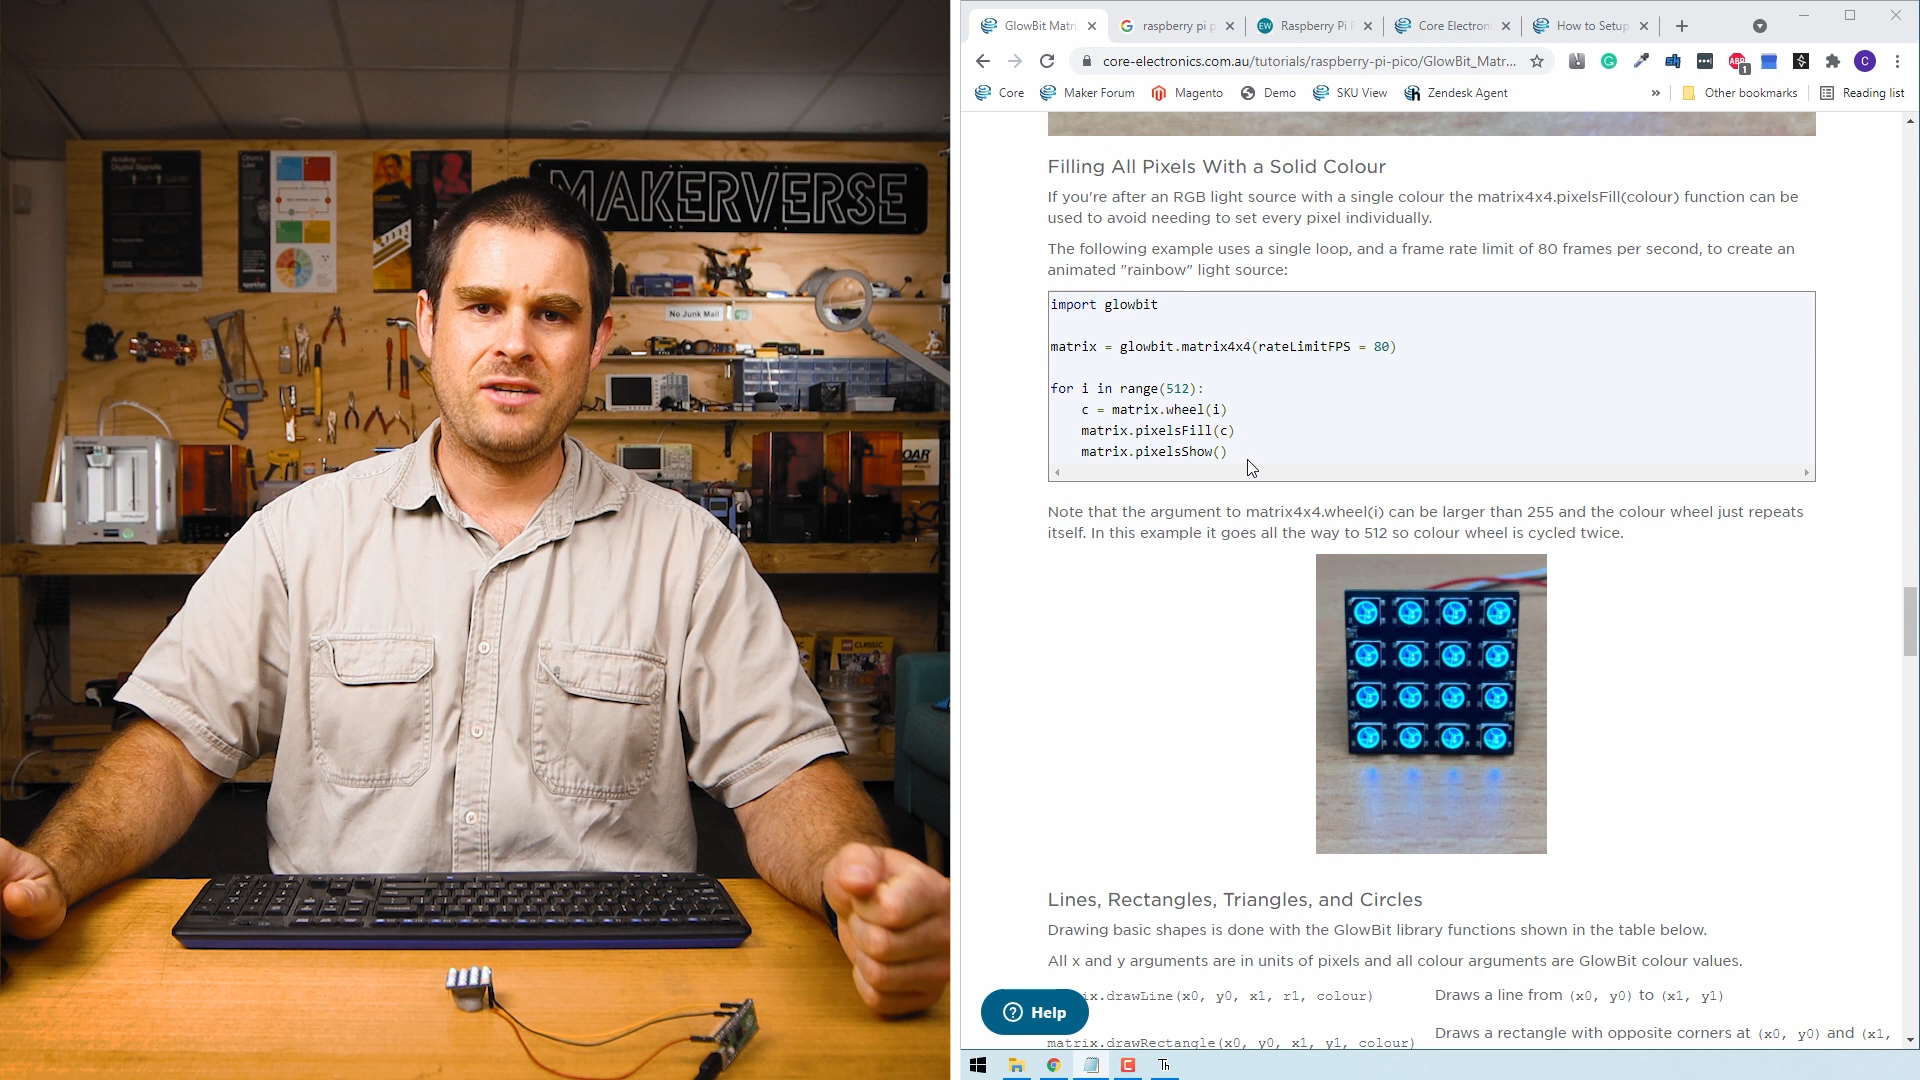 MAKERVERSE
No Junk Mail
CLASSIC
GlowBit Matri
raspberry pi p
Raspberry Pi P
Core Electron
How to Setup
core-electronics.com.au/tutorials/raspberry-pi-pico/GlowBit_Matr...
Core
Maker Forum
Magento
Demo
SKU View
Zendesk Agent
»
Other bookmarks
Reading list
Filling All Pixels With a Solid Colour
If you're after an RGB light source with a single colour the matrix4x4.pixelsFill(colour) function can be
used to avoid needing to set every pixel individually.
The following example uses a single loop, and a frame rate limit of 80 frames per second, to create an
animated "rainbow" light source:
import glowbit
matrix = glowbit.matrix4x4(rateLimitFPS = 80)
for i in range(512):
c = matrix.wheel(i)
matrix.pixelsFill(c)
matrix.pixelsShow()
Note that the argument to matrix4x4.wheel(i) can be larger than 255 and the colour wheel just repeats
itself. In this example it goes all the way to 512 so colour wheel is cycled twice.
Lines, Rectangles, Triangles, and Circles
Drawing basic shapes is done with the GlowBit library functions shown in the table below.
All x and y arguments are in units of pixels and all colour arguments are GlowBit colour values.
ix.drawLine(x0, y0, x1, r1, colour) Draws a line from (x0, y0) to (x1, y1)
Help
matrix.drawRectangle(x0, y0, x1, y1, colour) Draws a rectangle with opposite corners at (x0, y0) and (x1,